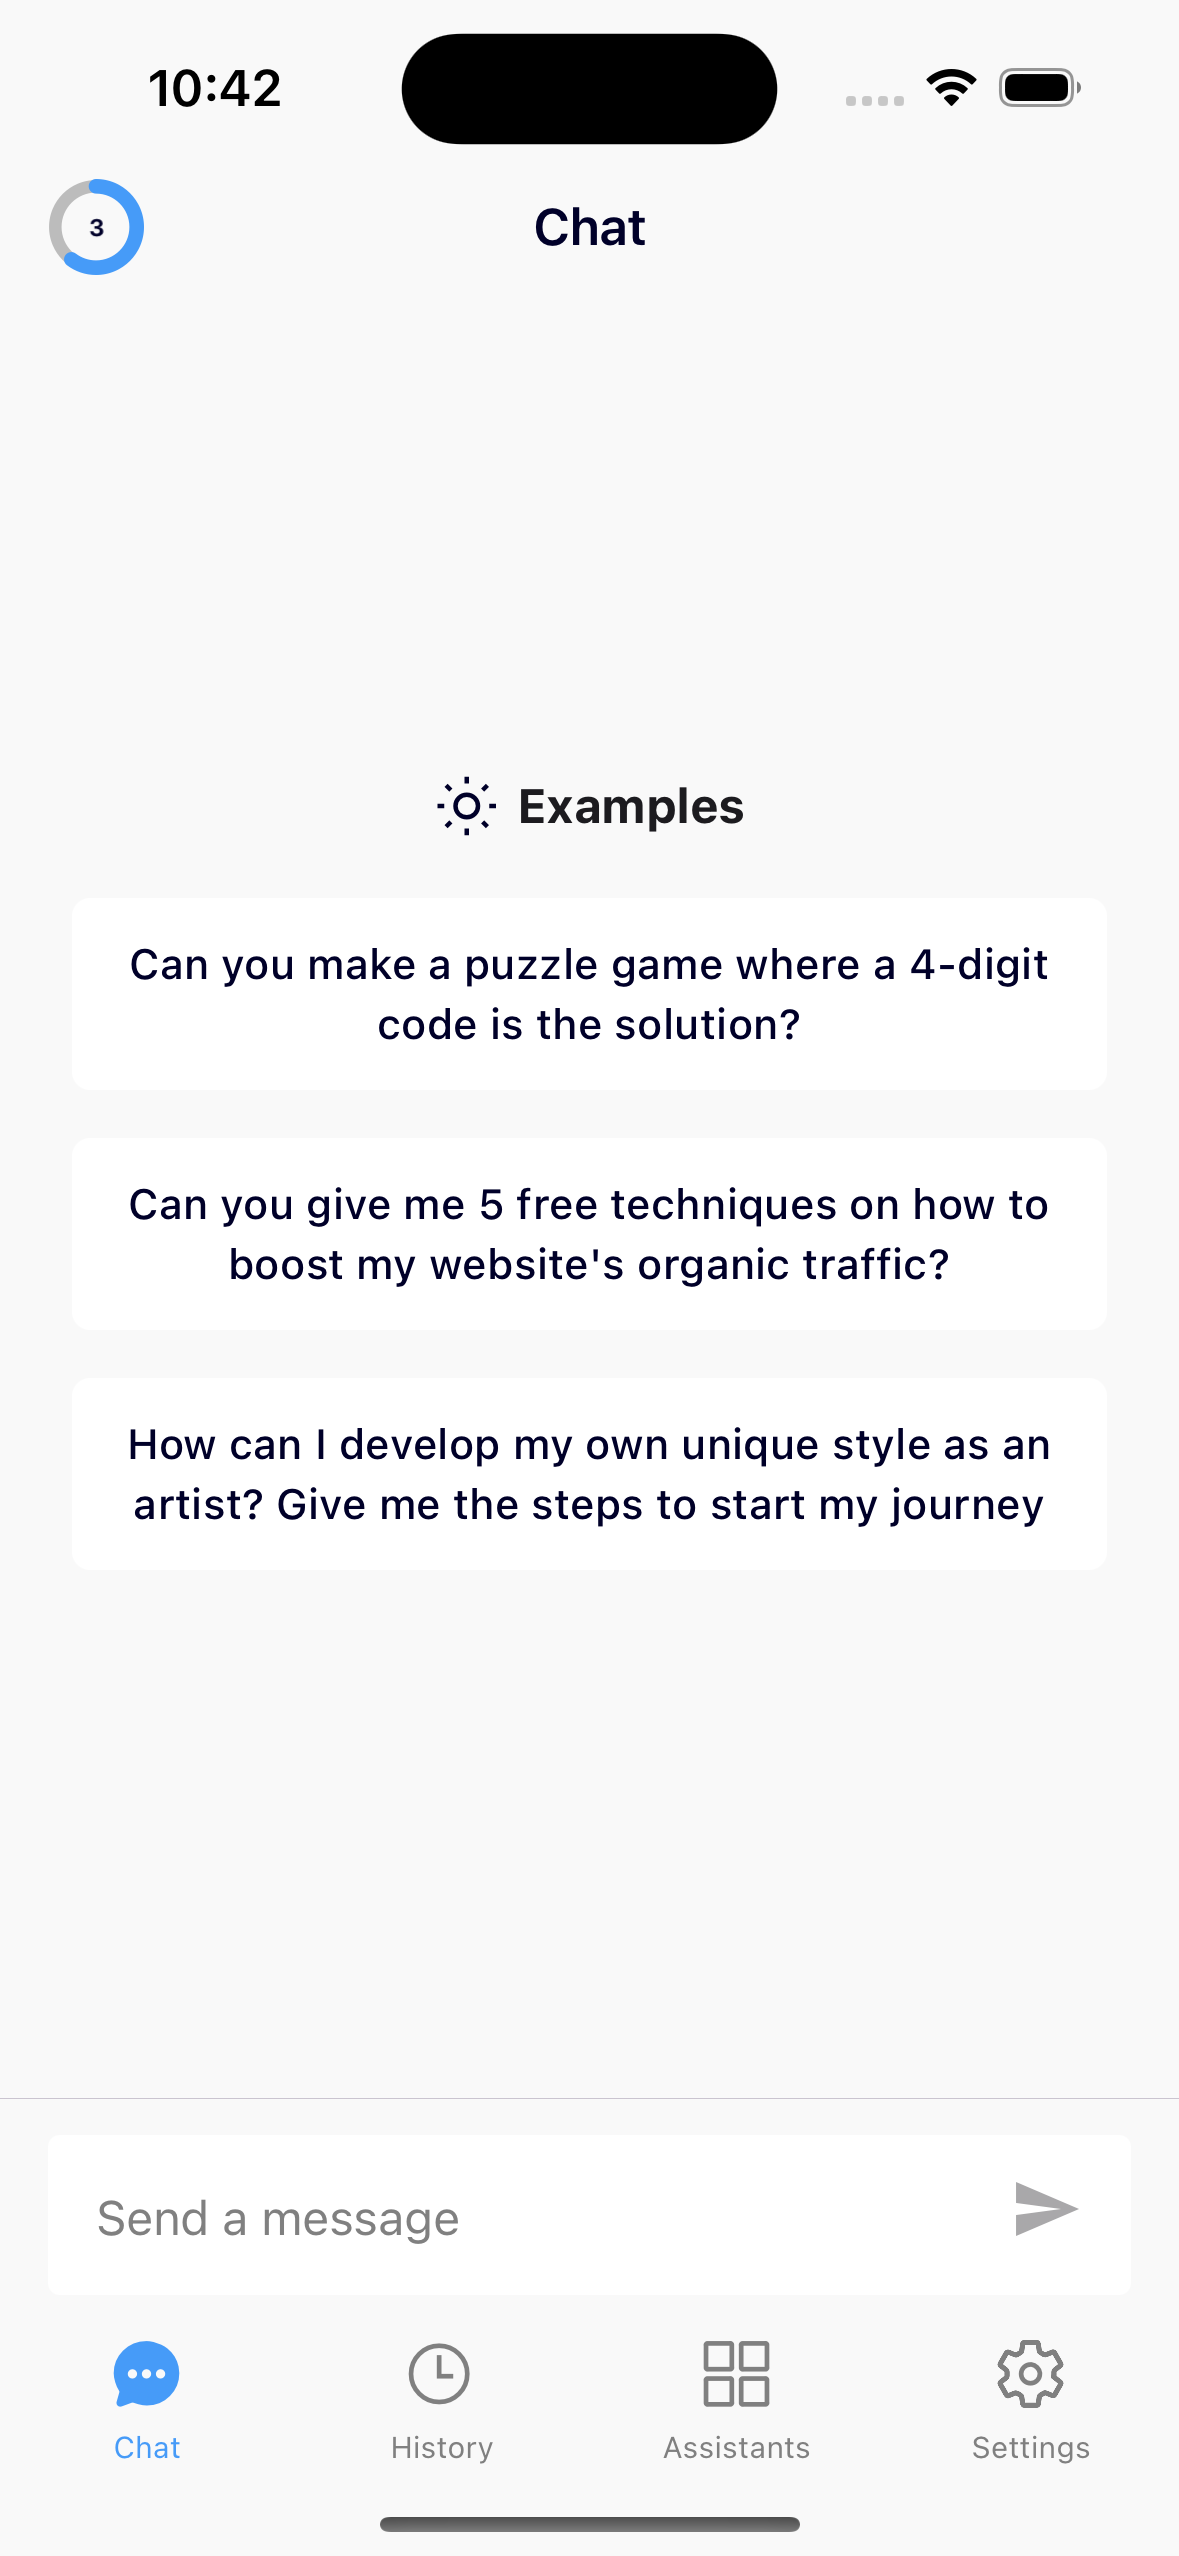 10:42
3
Chat
Examples
Can you make a puzzle game where a 4-digit
code is the solution?
Can you give me 5 free techniques on how to
boost my website's organic traffic?
How can I develop my own unique style as an
artist? Give me the steps to start my journey
Send a message
Chat
History
Assistants
Settings